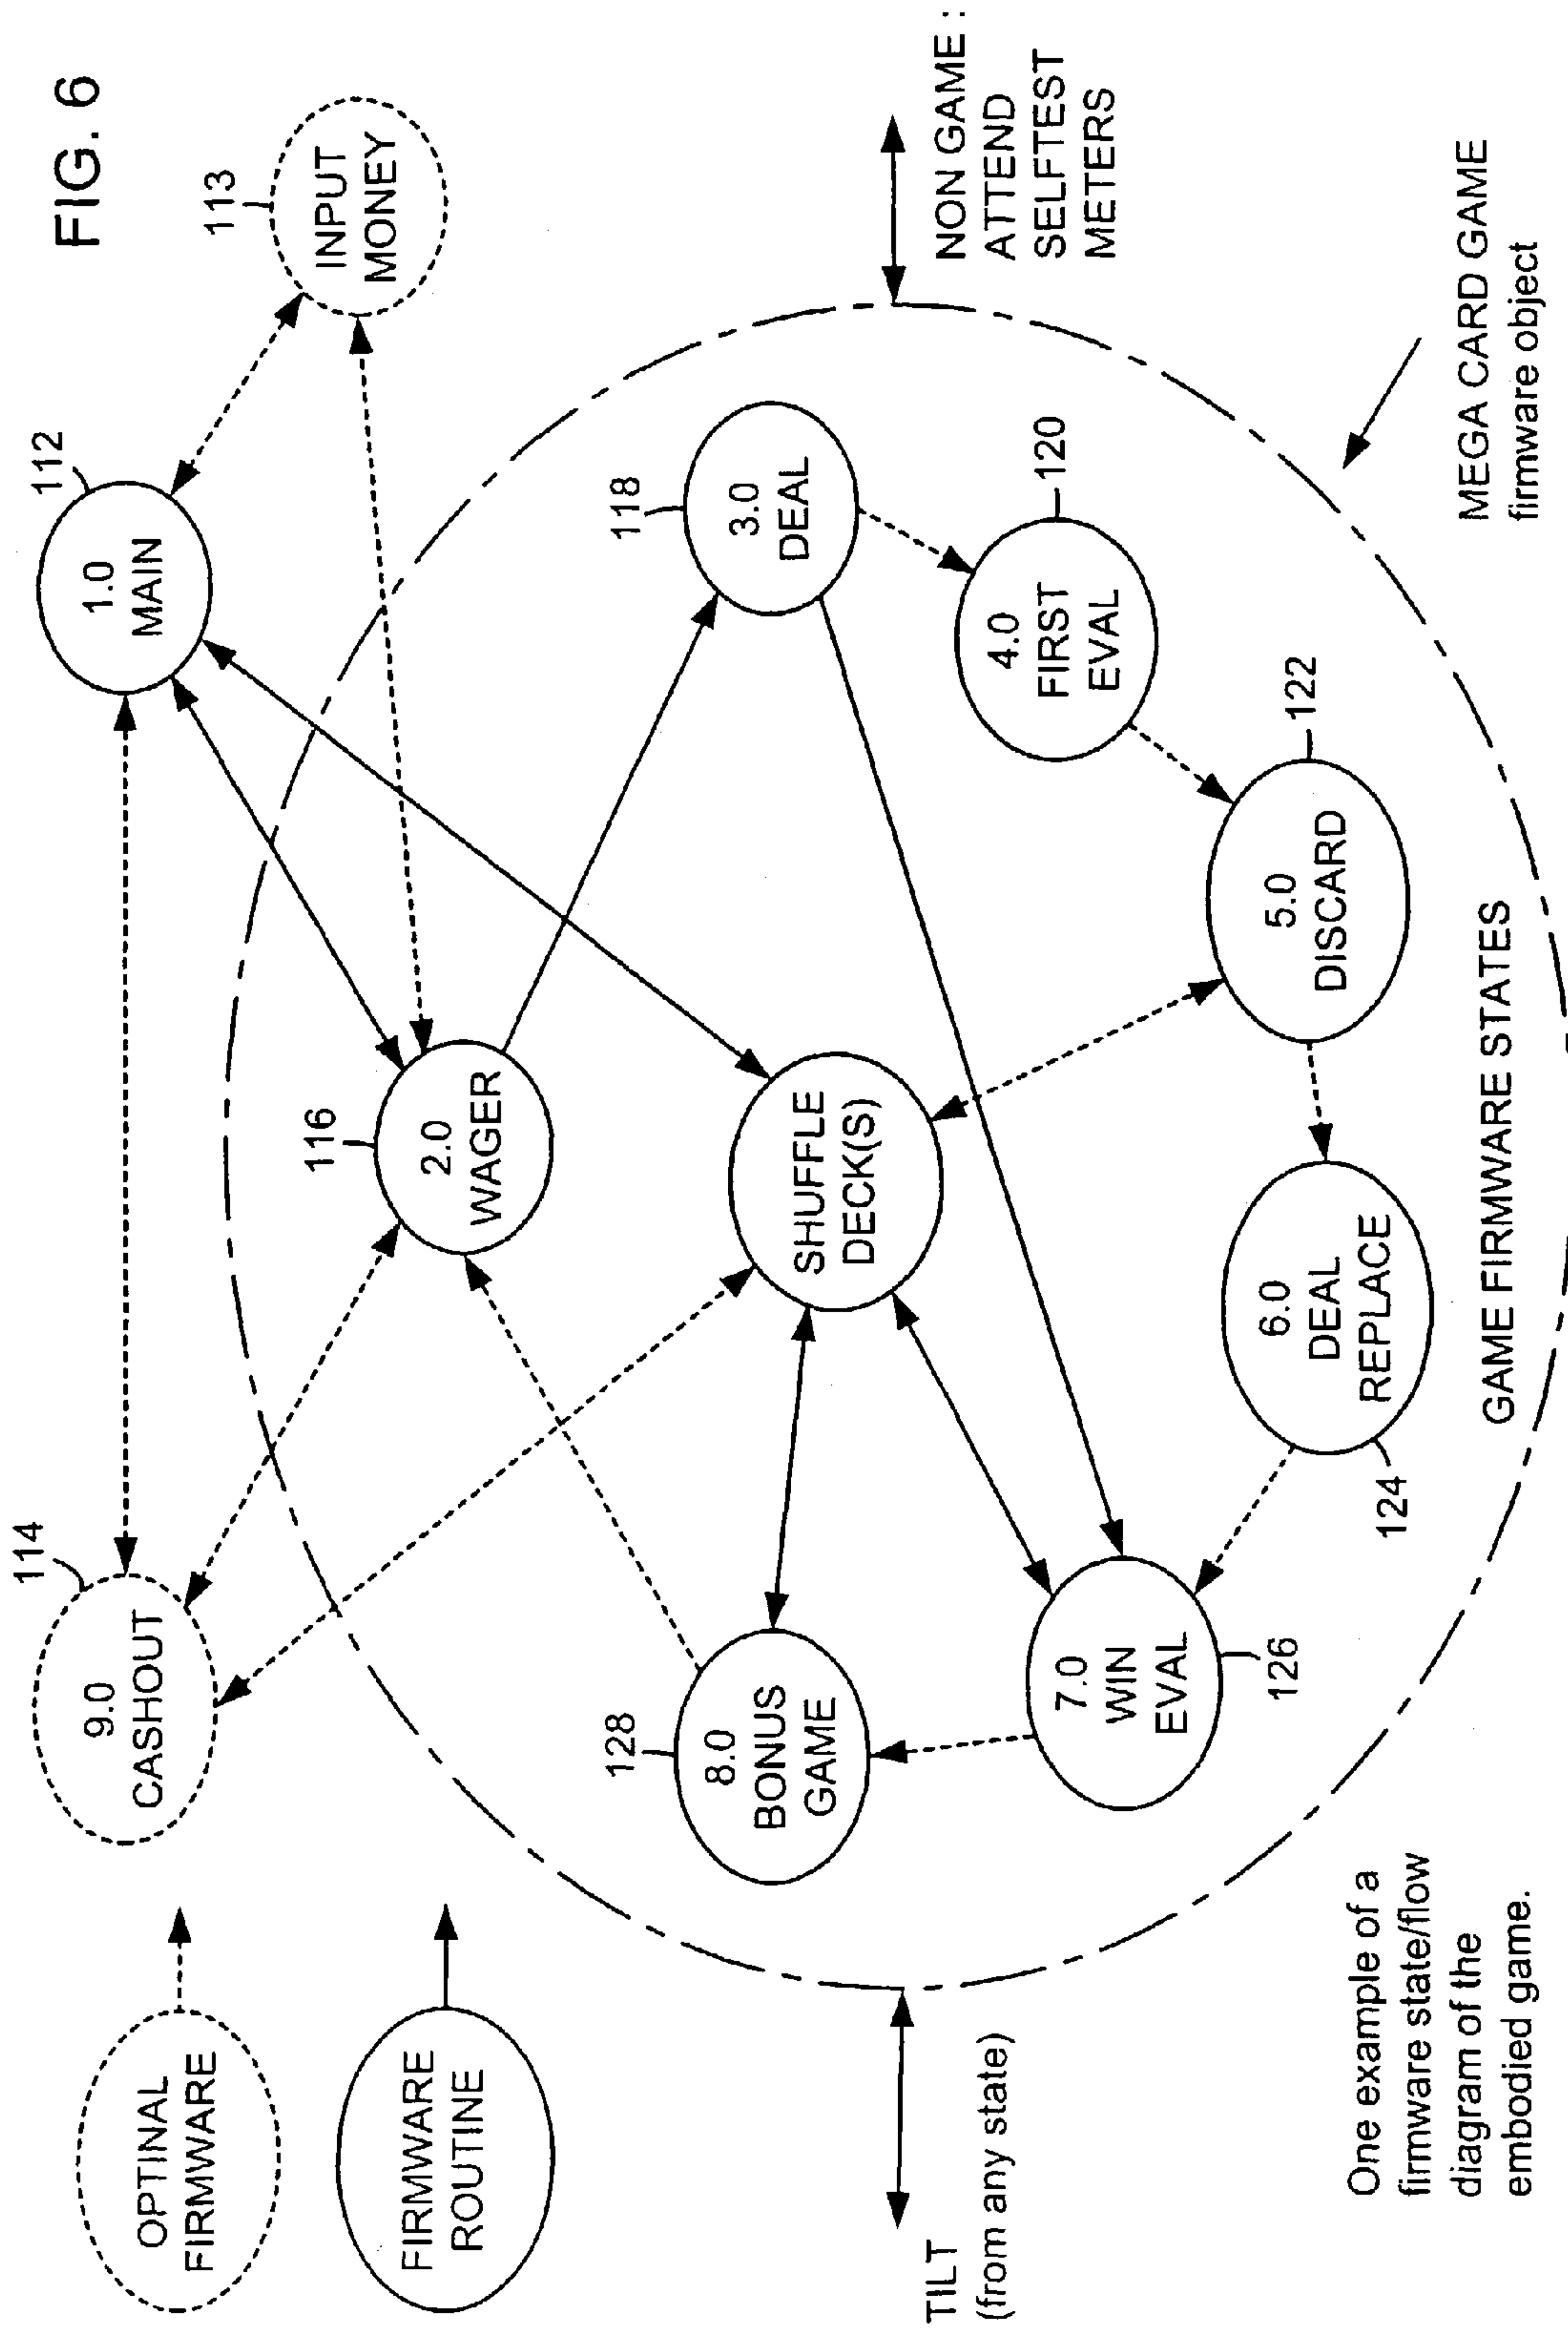 FIG. 6
OPTINAL
FIRMWARE
FIRMWARE
ROUTINE
114
9.0
CASHOUT
112
1.0
MAIN
113
INPUT
MONEY
116
2.0
WAGER
118
3.0
DEAL
128
8.0
BONUS
GAME
SHUFFLE
DECK(S)
120
4.0
FIRST
EVAL
TILT
(from any state)
NON GAME :
ATTEND
SELFTEST
METERS
7.0
WIN
EVAL
126
5.0
DISCARD
122
6.0
DEAL
REPLACE
124
GAME FIRMWARE STATES
MEGA CARD GAME
firmware object
One example of a
firmware state/flow
diagram of the
embodied game.